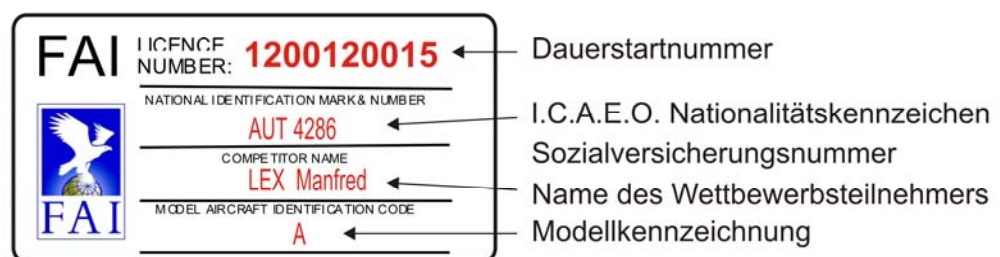 FAI LICENCE NUMBER: 1200120015
Dauerstartnummer
NATIONAL IDENTIFICATION MARK & NUMBER
AUT 4286
I.C.A.E.O. Nationalitätskennzeichen
Sozialversicherungsnummer
COMPETITOR NAME
LEX Manfred
Name des Wettbewerbsteilnehmers
MODEL AIRCRAFT IDENTIFICATION CODE
A
Modellkennzeichnung
FAI